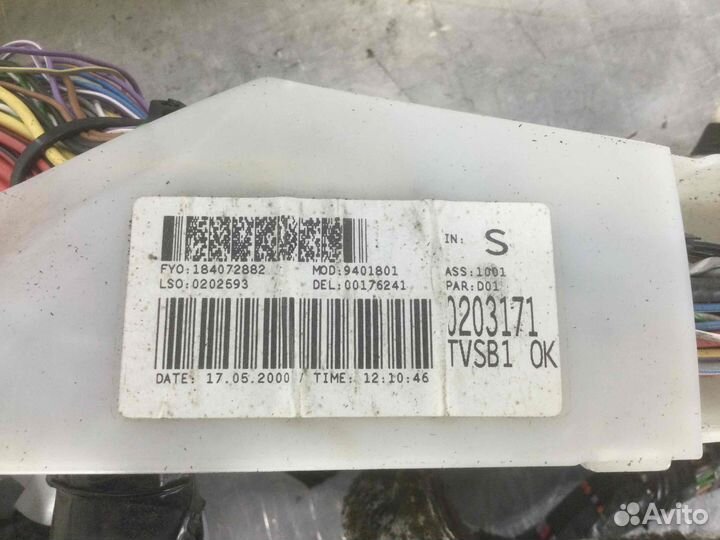 IN: S
FYO:184072882 MOD:9401801 ASS:1001
LSO:0202593 DEL:00176241 PAR:D01
0203171
TVSB1 OK
DATE: 17.05.2000 / TIME: 12:10:46
Avito